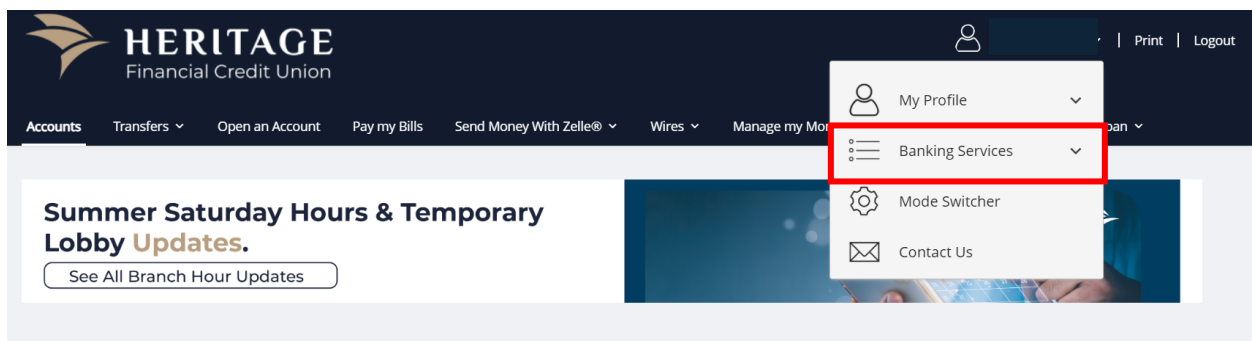 HERITAGE
Financial Credit Union
| Print | Logout
Accounts Transfers Open an Account Pay my Bills Send Money With Zelle® Wires Manage my Mon
My Profile
Banking Services
Mode Switcher
Contact Us
Summer Saturday Hours & Temporary
Lobby Updates.
See All Branch Hour Updates